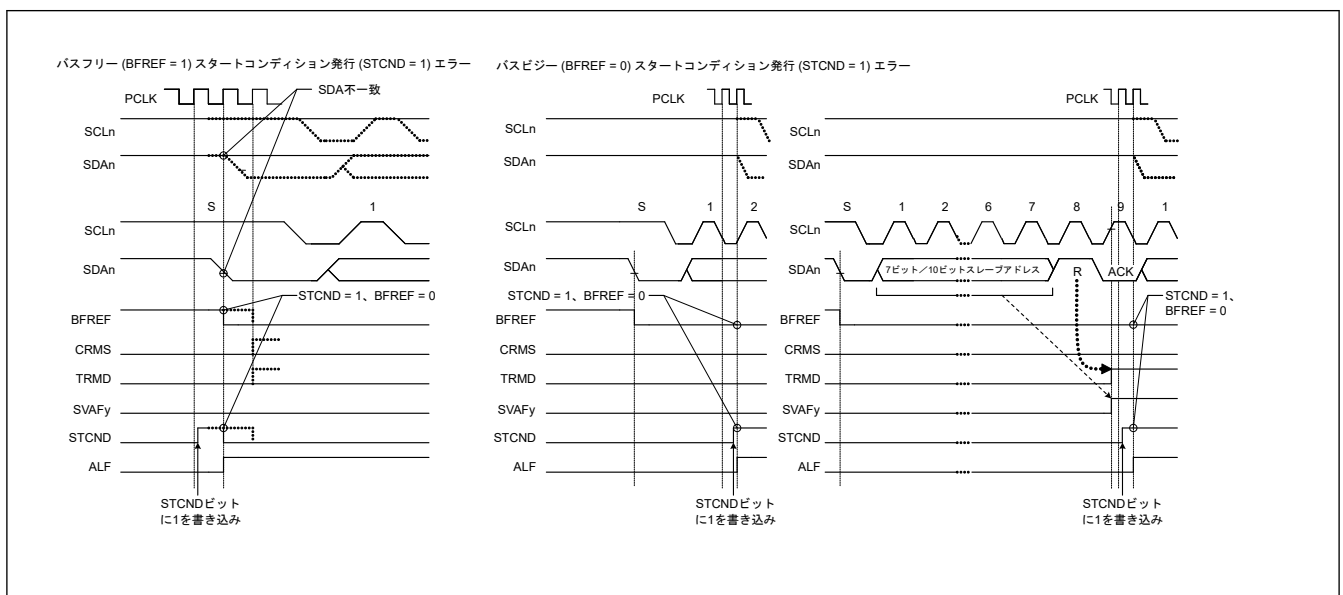 バスフリー (BFREF = 1) スタートコンディション発行 (STCND = 1) エラー
PCLK
SDA不一致
SCLn
SDAn
S
1
SCLn
SDAn
STCND = 1、BFREF = 0
BFREF
CRMS
TRMD
SVAFy
STCND
ALF
STCNDビット
に1を書き込み
バスビジー (BFREF = 0) スタートコンディション発行 (STCND = 1) エラー
PCLK
SCLn
SDAn
S
1
2
SCLn
SDAn
STCND = 1、BFREF = 0
BFREF
CRMS
TRMD
SVAFy
STCND
ALF
STCNDビット
に1を書き込み
PCLK
SCLn
SDAn
S
1
2
6
7
8
9
1
SCLn
SDAn
7ビット／10ビットスレーブアドレス
R
ACK
STCND = 1、
BFREF = 0
BFREF
CRMS
TRMD
SVAFy
STCND
ALF
STCNDビット
に1を書き込み